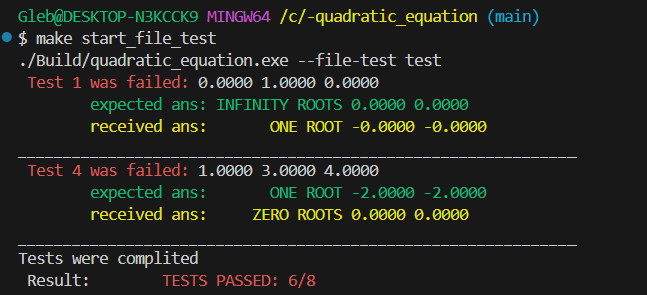 Gleb@DESKTOP-N3KCCK9 MINGW64 /c/-quadratic_equation (main)
$ make start_file_test
./Build/quadratic_equation.exe --file-test test
Test 1 was failed: 0.0000 1.0000 0.0000
expected ans: INFINITY ROOTS 0.0000 0.0000
received ans: ONE ROOT -0.0000 -0.0000
_______________________________________________________________
Test 4 was failed: 1.0000 3.0000 4.0000
expected ans: ONE ROOT -2.0000 -2.0000
received ans: ZERO ROOTS 0.0000 0.0000
_______________________________________________________________
Tests were complited
Result: TESTS PASSED: 6/8